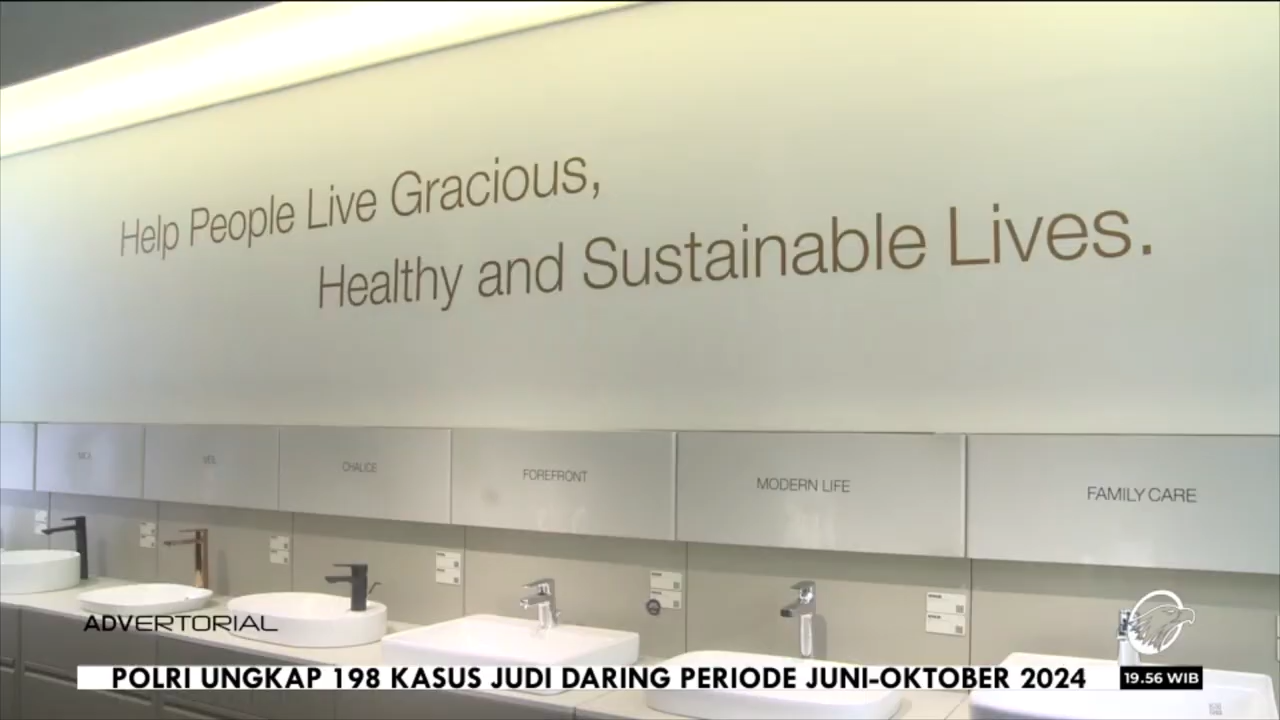 Help People Live Gracious,
Healthy and Sustainable Lives.
CHALICE
FOREFRONT
MODERN LIFE
FAMILY CARE
ADVERTORIAL
POLRI UNGKAP 198 KASUS JUDI DARING PERIODE JUNI-OKTOBER 2024
19.56 WIB